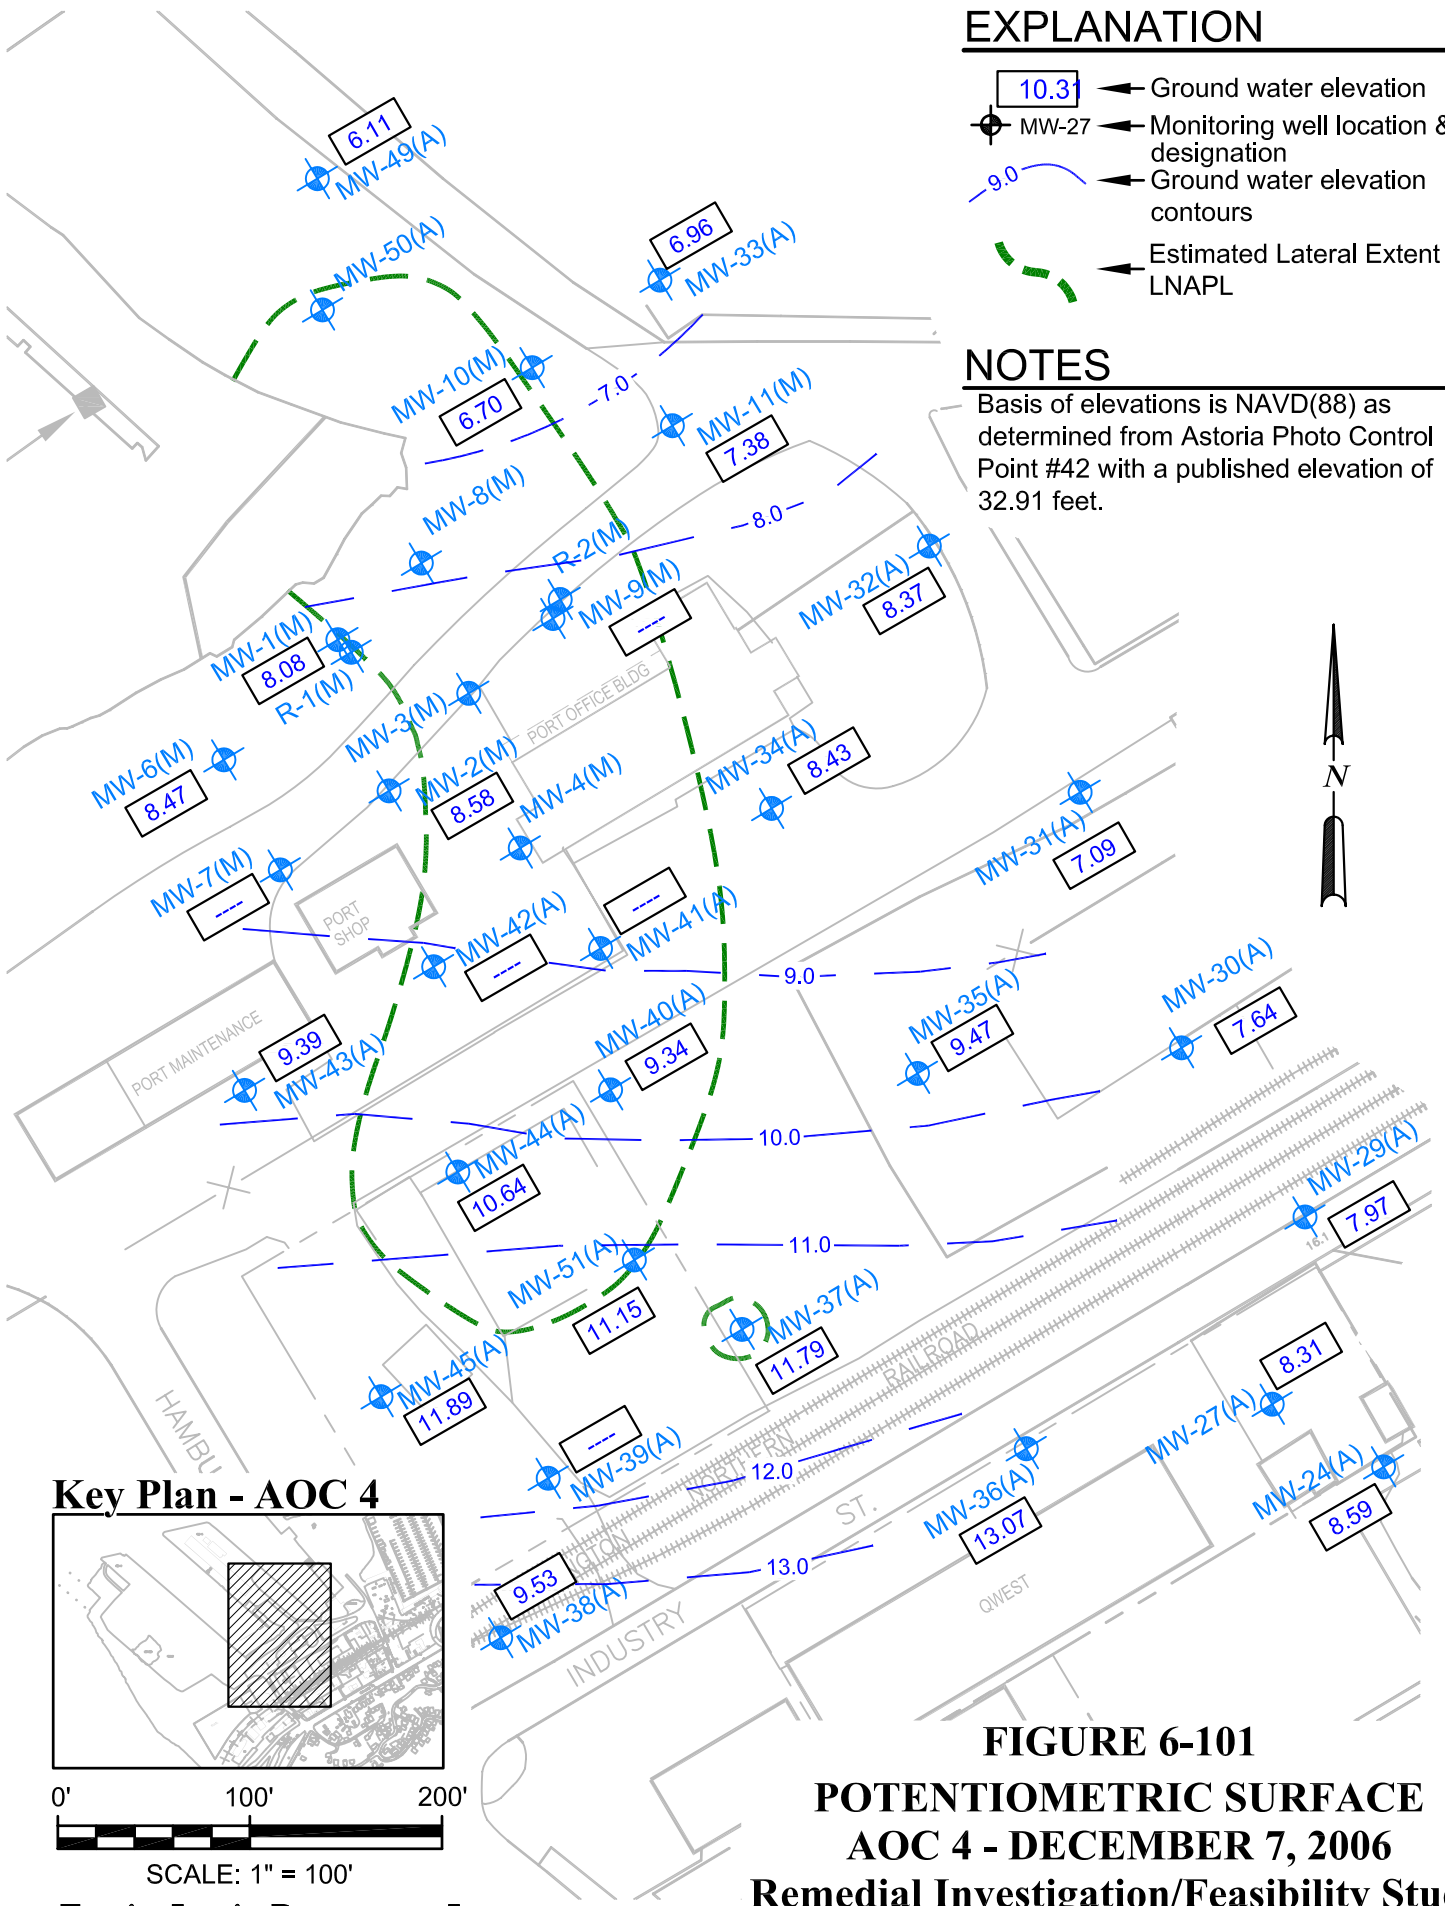 EXPLANATION
10.31
Ground water elevation
MW-27
Monitoring well location &
designation
9.0
Ground water elevation
contours
Estimated Lateral Extent
LNAPL
NOTES
Basis of elevations is NAVD(88) as
determined from Astoria Photo Control
Point #42 with a published elevation of
32.91 feet.
6.11
MW-49(A)
6.96
MW-33(A)
MW-50(A)
MW-10(M)
6.70
7.0
MW-11(M)
7.38
MW-8(M)
8.0
R-2(M)
MW-9(M)
----
MW-32(A)
8.37
MW-1(M)
8.08
R-1(M)
MW-3(M)
PORT OFFICE BLDG
MW-6(M)
8.47
MW-2(M)
8.58
MW-4(M)
MW-34(A)
8.43
MW-31(A)
7.09
N
MW-7(M)
----
PORT
SHOP
MW-42(A)
----
----
MW-41(A)
9.0
MW-35(A)
9.47
MW-30(A)
7.64
PORT MAINTENANCE
9.39
MW-43(A)
MW-40(A)
9.34
10.0
MW-44(A)
10.64
MW-29(A)
7.97
16.1
11.0
MW-51(A)
11.15
MW-37(A)
11.79
MW-45(A)
11.89
RAILROAD
NORTHERN
NGTON
8.31
MW-27(A)
MW-24(A)
8.59
HAMBU
----
MW-39(A)
12.0
ST.
MW-36(A)
13.07
13.0
9.53
MW-38(A)
INDUSTRY
QWEST
Key Plan - AOC 4
0'
100'
200'
SCALE: 1" = 100'
FIGURE 6-101
POTENTIOMETRIC SURFACE
AOC 4 - DECEMBER 7, 2006
Remedial Investigation/Feasibility Stu